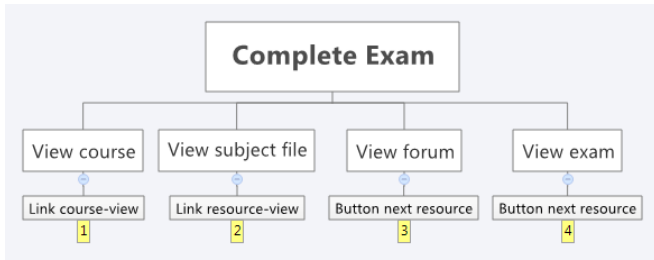 Complete Exam
View course
View subject file
View forum
View exam
Link course-view
Link resource-view
Button next resource
Button next resource
1
2
3
4